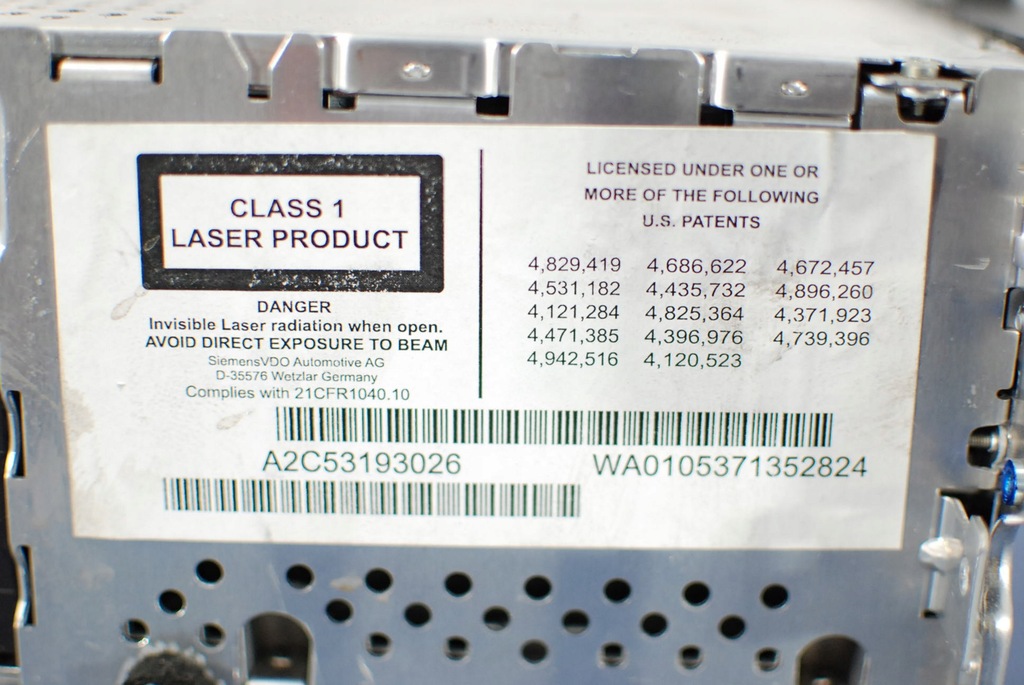 CLASS 1
LASER PRODUCT
DANGER
Invisible Laser radiation when open.
AVOID DIRECT EXPOSURE TO BEAM
SiemensVDO Automotive AG
D-35576 Wetzlar Germany
Complies with 21CFR1040.10
LICENSED UNDER ONE OR
MORE OF THE FOLLOWING
U.S. PATENTS
4,829,419 4,686,622 4,672,457
4,531,182 4,435,732 4,896,260
4,121,284 4,825,364 4,371,923
4,471,385 4,396,976 4,739,396
4,942,516 4,120,523
A2C53193026 WA0105371352824